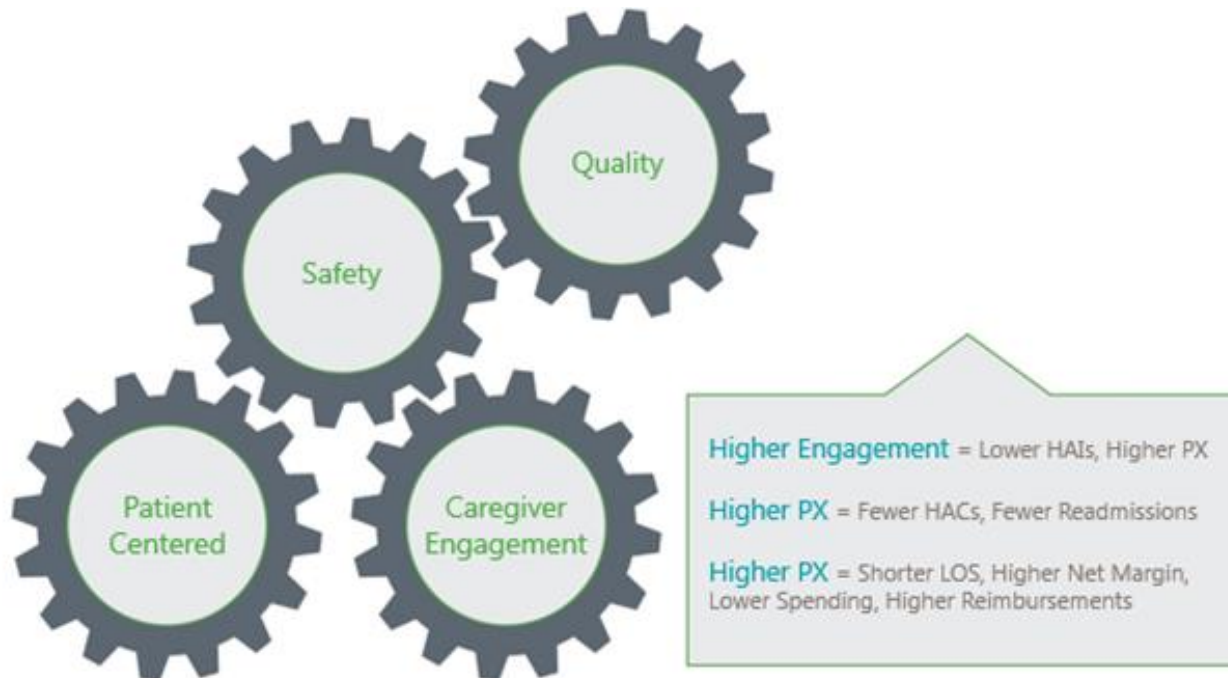 Quality
Safety
Patient
Centered
Caregiver
Engagement
Higher Engagement = Lower HAIs, Higher PX
Higher PX = Fewer HACs, Fewer Readmissions
Higher PX = Shorter LOS, Higher Net Margin,
Lower Spending, Higher Reimbursements